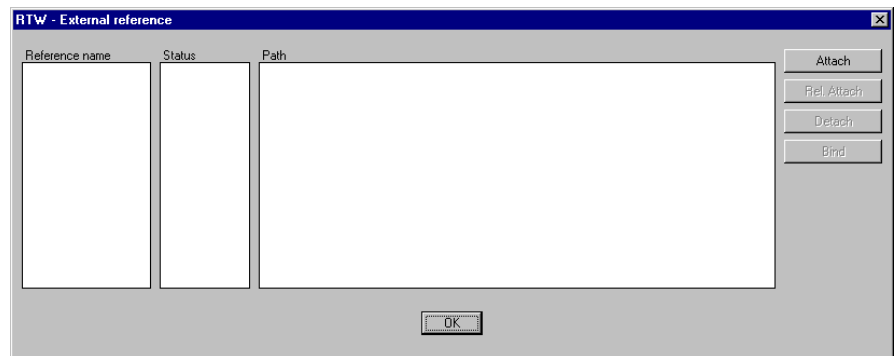 RTW - External reference
Reference name Status Path
Attach
Rel. Attach
Detach
Bind
OK